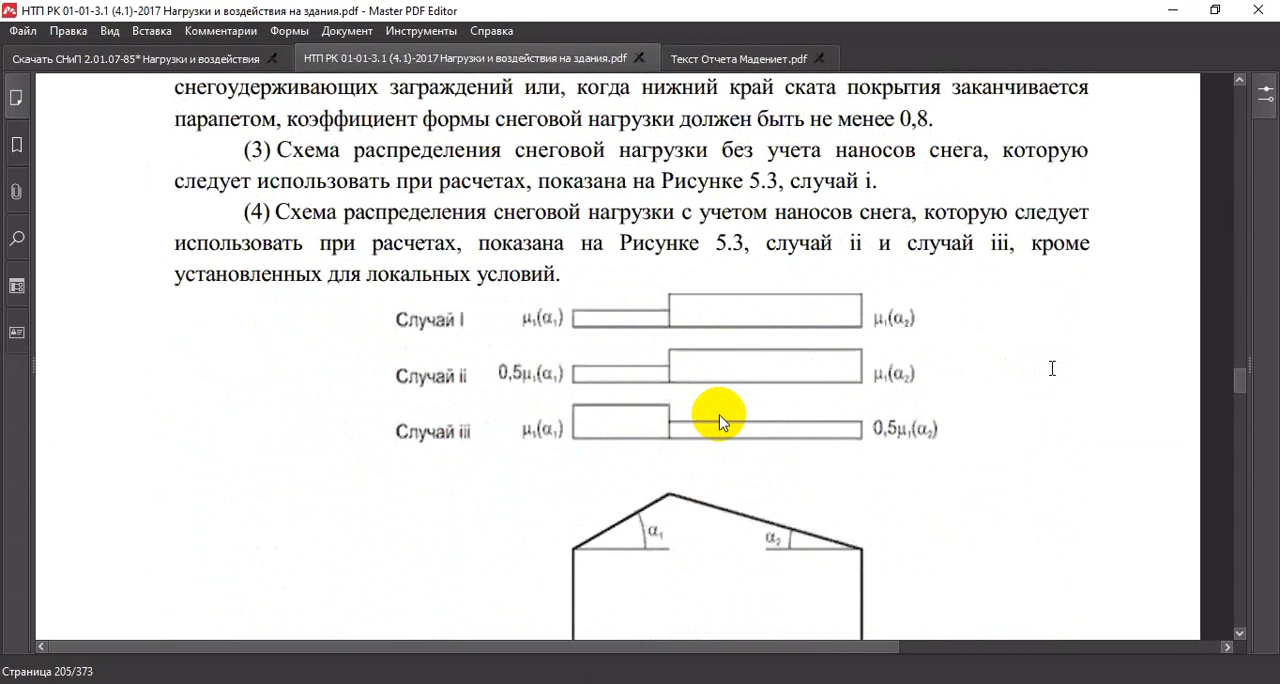 НТП РК 01-01-3.1 (4.1)-2017 Нагрузки и воздействия на здания.pdf - Master PDF Editor
Файл Правка Вид Вставка Комментарии Формы Документ Инструменты Справка
Скачать СНиП 2.01.07-85* Нагрузки и воздействия
НТП РК 01-01-3.1 (4.1)-2017 Нагрузки и воздействия на здания.pdf
Текст Отчета Мадениет.pdf
снегоудерживающих заграждений или, когда нижний край ската покрытия заканчивается
парапетом, коэффициент формы снеговой нагрузки должен быть не менее 0,8.
(3) Схема распределения снеговой нагрузки без учета наносов снега, которую
следует использовать при расчетах, показана на Рисунке 5.3, случай i.
(4) Схема распределения снеговой нагрузки с учетом наносов снега, которую следует
использовать при расчетах, показана на Рисунке 5.3, случай ii и случай iii, кроме
установленных для локальных условий.
Случай I μ₁(α₁) μ₁(α₂)
Случай ii 0,5μ₁(α₁) μ₁(α₂)
Случай iii μ₁(α₁) 0,5μ₁(α₂)
α₁ α₂
Страница 205/373